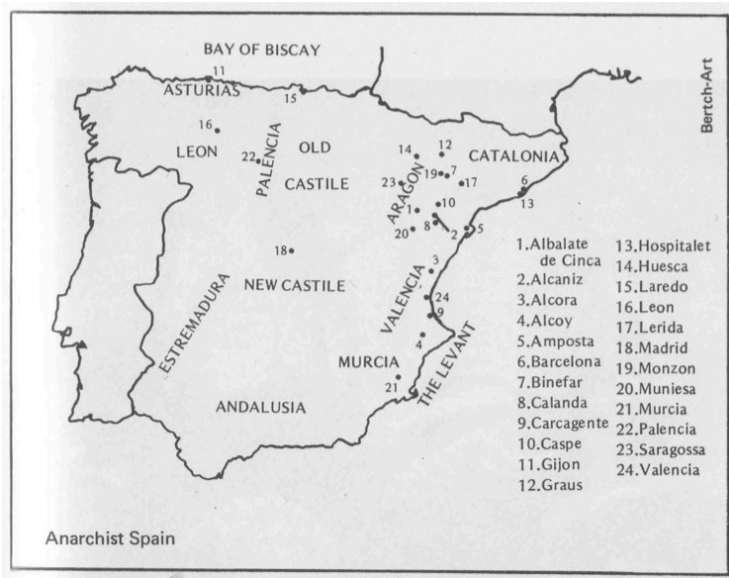 BAY OF BISCAY
11
ASTURIAS
15
16
LEON
22
PALENCIA
OLD
CASTILE
14
12
CATALONIA
19 7
23
17
6
13
ARAGON
1
10
8
20
2
5
18
3
NEW CASTILE
ESTREMADURA
VALENCIA
24
9
4
MURCIA
21
THE LEVANT
ANDALUSIA
1.Albalate
de Cinca
2.Alcaniz
3.Alcora
4.Alcoy
5.Amposta
6.Barcelona
7.Binefar
8.Calanda
9.Carcagente
10.Caspe
11.Gijon
12.Graus
13.Hospitalet
14.Huesca
15.Laredo
16.Leon
17.Lerida
18.Madrid
19.Monzon
20.Muniesa
21.Murcia
22.Palencia
23.Saragossa
24.Valencia
Anarchist Spain
Bertch-Art